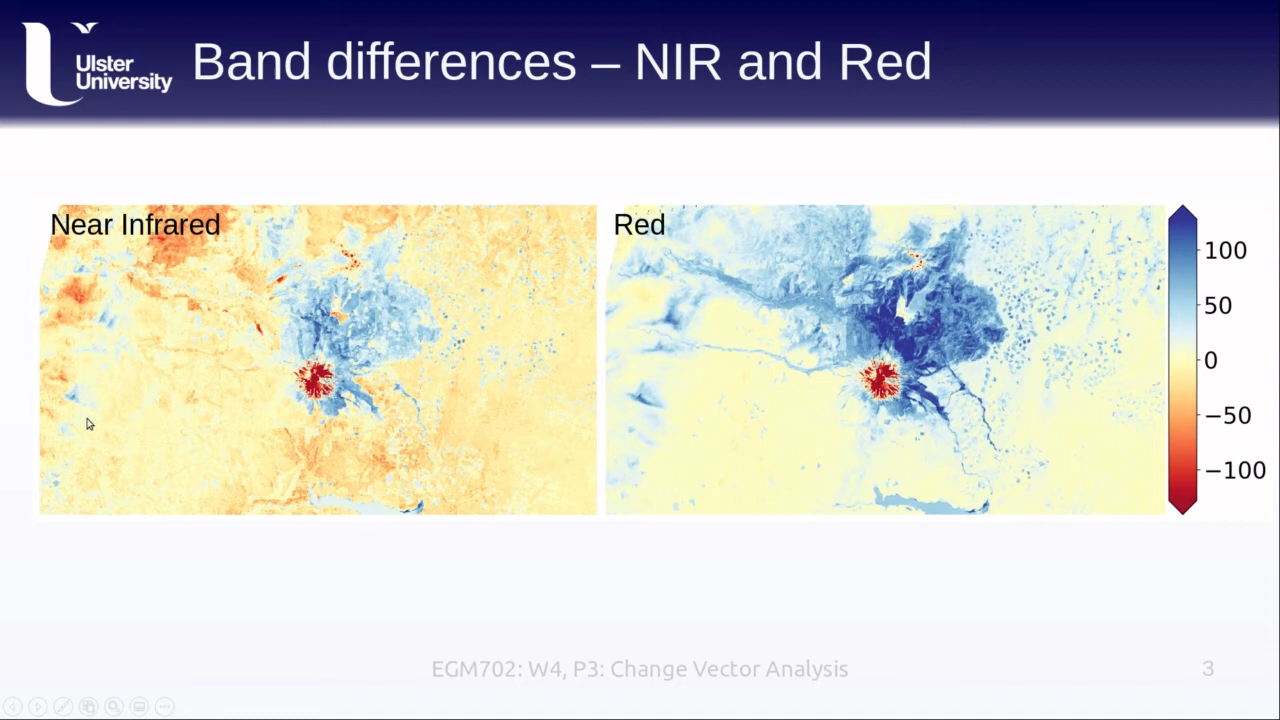 Ulster
University
Band differences – NIR and Red
Near Infrared
Red
100
50
0
−50
−100
EGM702: W4, P3: Change Vector Analysis
3